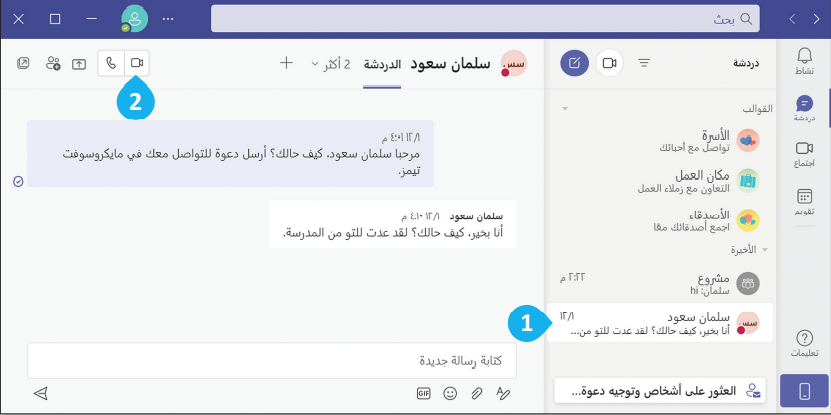 بحث
نشاط
دردشة
اجتماع
تقويم
تعليمات
دردشة
القوالب
الأسرة
تواصل مع أحبائك
مكان العمل
التعاون مع زملاء العمل
الأصدقاء
اجمع أصدقائك معًا
الأخيرة
مشروع ٢:٢٢ م
سلمان: hi
سس سلمان سعود ١٢/١
أنا بخير، كيف حالك؟ لقد عدت للتو من...
1
العثور على أشخاص وتوجيه دعوة...
سس سلمان سعود الدردشة 2 أكثر
2
١٢/١ ٤:٠١ م
مرحبا سلمان سعود، كيف حالك؟ أرسل دعوة للتواصل معك في مايكروسوفت
تيمز.
سلمان سعود ١٢/١ ٤:١٠ م
أنا بخير، كيف حالك؟ لقد عدت للتو من المدرسة.
كتابة رسالة جديدة
GIF